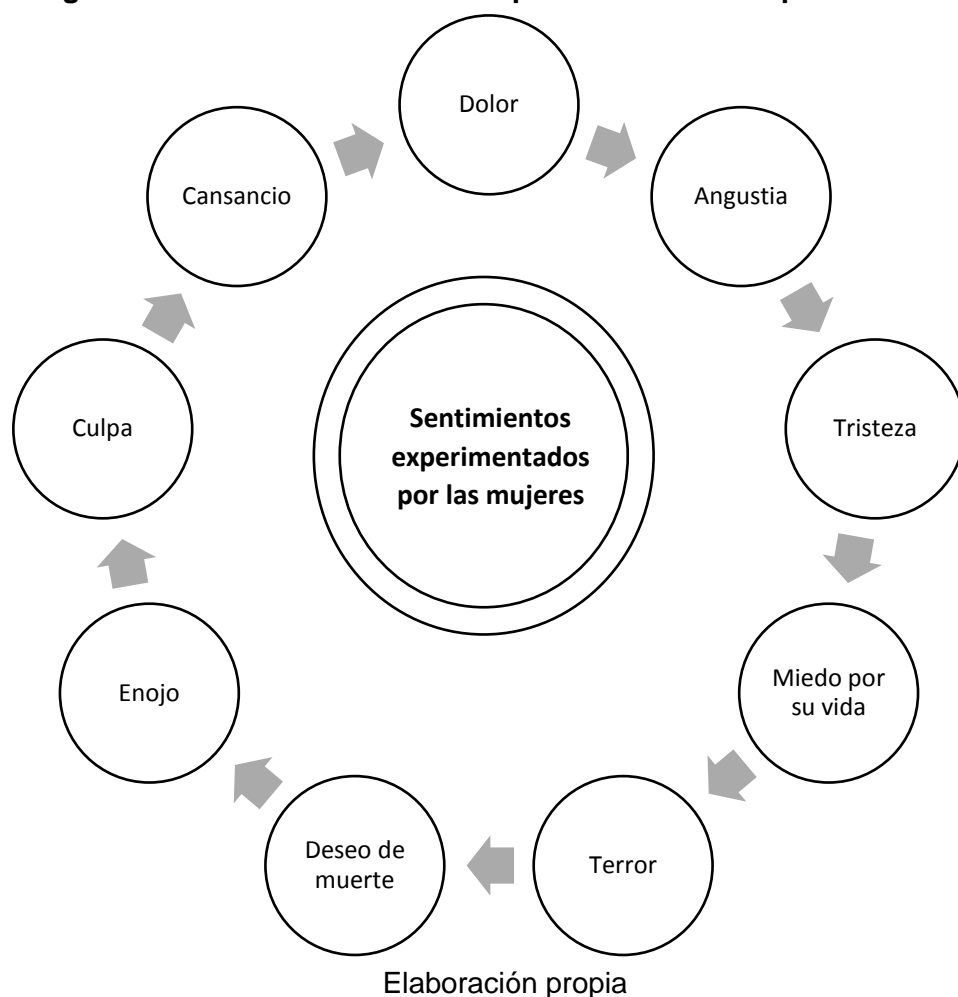 Dolor
Angustia
Tristeza
Miedo por
su vida
Terror
Deseo de
muerte
Enojo
Culpa
Cansancio
Sentimientos
experimentados
por las mujeres
Elaboración propia